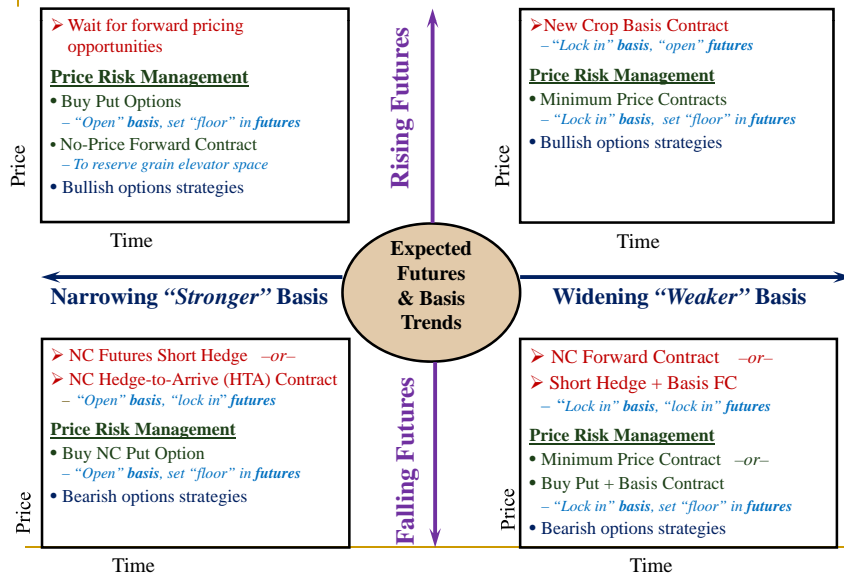 ➢ Wait for forward pricing
opportunities
Price Risk Management
• Buy Put Options
– “Open” basis, set “floor” in futures
• No-Price Forward Contract
– To reserve grain elevator space
• Bullish options strategies
Price
Time
Rising Futures
➢ New Crop Basis Contract
– “Lock in” basis, “open” futures
Price Risk Management
• Minimum Price Contracts
– “Lock in” basis, set “floor” in futures
• Bullish options strategies
Price
Time
Expected
Futures
& Basis
Trends
Narrowing “Stronger” Basis
Widening “Weaker” Basis
➢ NC Futures Short Hedge –or–
➢ NC Hedge-to-Arrive (HTA) Contract
– “Open” basis, “lock in” futures
Price Risk Management
• Buy NC Put Option
– “Open” basis, set “floor” in futures
• Bearish options strategies
Price
Time
Falling Futures
➢ NC Forward Contract –or–
➢ Short Hedge + Basis FC
– “Lock in” basis, “lock in” futures
Price Risk Management
• Minimum Price Contract –or–
• Buy Put + Basis Contract
– “Lock in” basis, set “floor” in futures
• Bearish options strategies
Price
Time